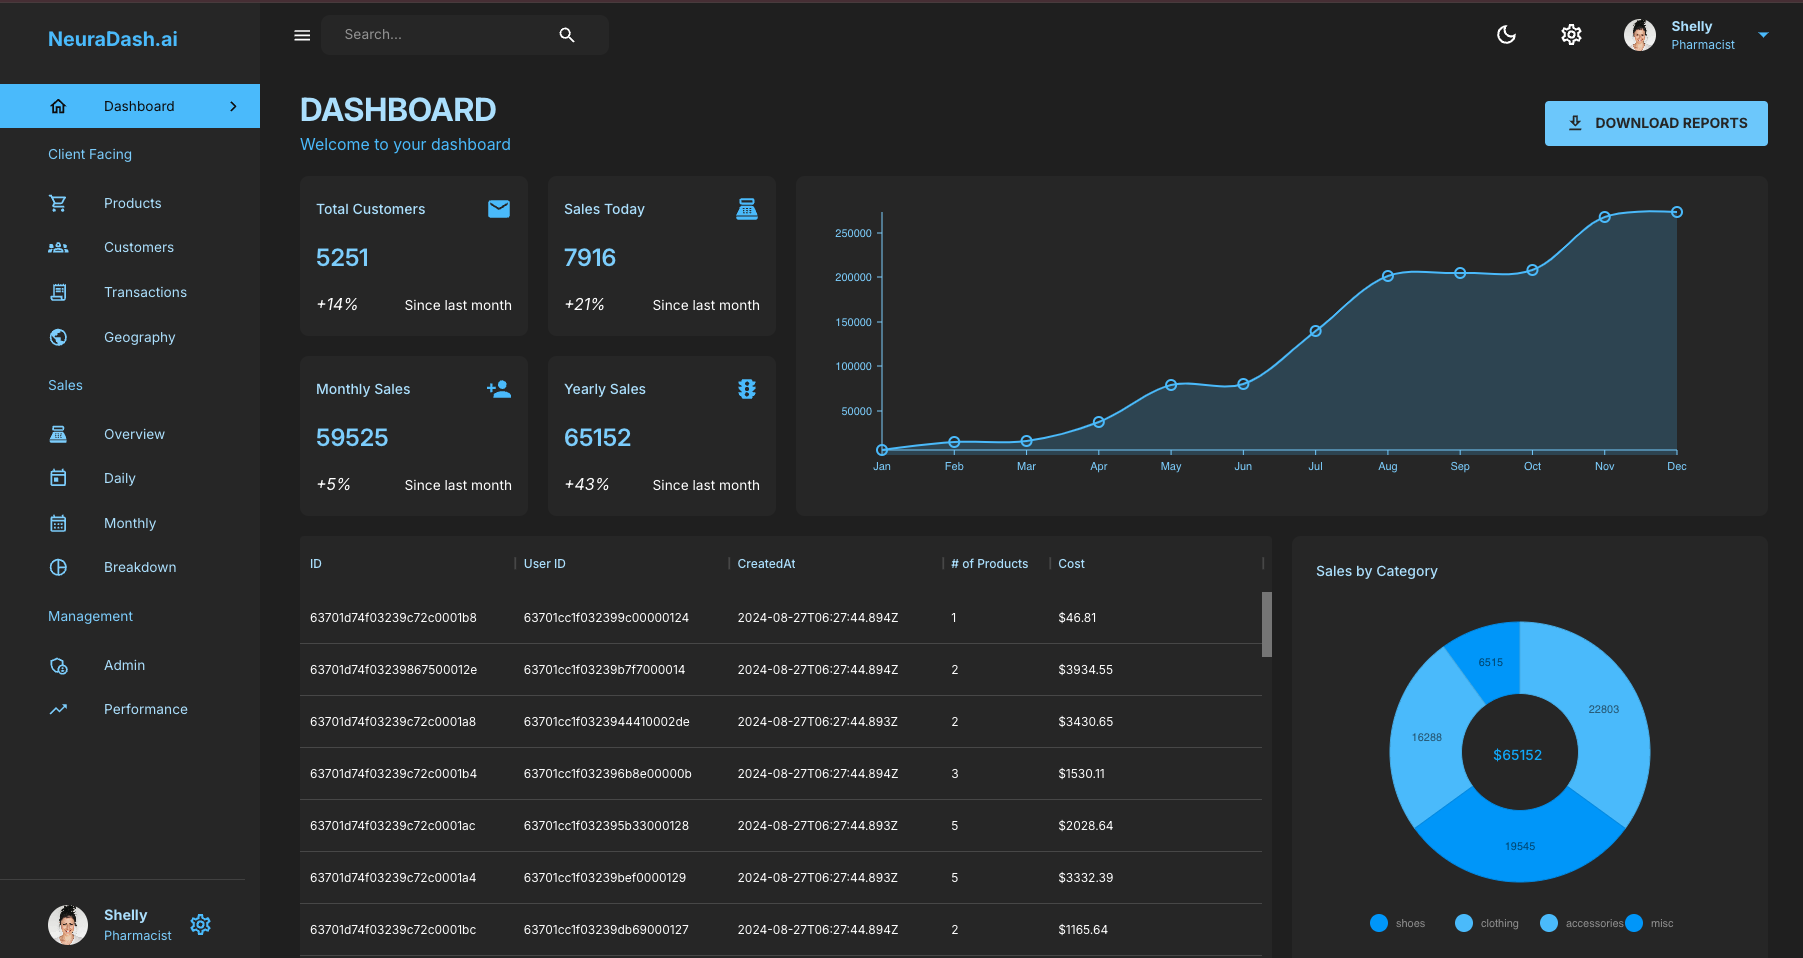 NeuraDash.ai
Search...
Shelly
Pharmacist
Dashboard
Client Facing
Products
Customers
Transactions
Geography
Sales
Overview
Daily
Monthly
Breakdown
Management
Admin
Performance
Shelly
Pharmacist
DASHBOARD
Welcome to your dashboard
DOWNLOAD REPORTS
Total Customers
5251
+14% Since last month
Sales Today
7916
+21% Since last month
Monthly Sales
59525
+5% Since last month
Yearly Sales
65152
+43% Since last month
250000
200000
150000
100000
50000
Jan Feb Mar Apr May Jun Jul Aug Sep Oct Nov Dec
ID User ID CreatedAt # of Products Cost
63701d74f03239c72c0001b8 63701cc1f032399c00000124 2024-08-27T06:27:44.894Z 1 $46.81
63701d74f03239867500012e 63701cc1f03239b7f7000014 2024-08-27T06:27:44.894Z 2 $3934.55
63701d74f03239c72c0001a8 63701cc1f0323944410002de 2024-08-27T06:27:44.893Z 2 $3430.65
63701d74f03239c72c0001b4 63701cc1f032396b8e00000b 2024-08-27T06:27:44.894Z 3 $1530.11
63701d74f03239c72c0001ac 63701cc1f032395b33000128 2024-08-27T06:27:44.893Z 5 $2028.64
63701d74f03239c72c0001a4 63701cc1f03239bef0000129 2024-08-27T06:27:44.893Z 5 $3332.39
63701d74f03239c72c0001bc 63701cc1f03239db69000127 2024-08-27T06:27:44.894Z 2 $1165.64
Sales by Category
6515
22803
16288
$65152
19545
shoes clothing accessories misc